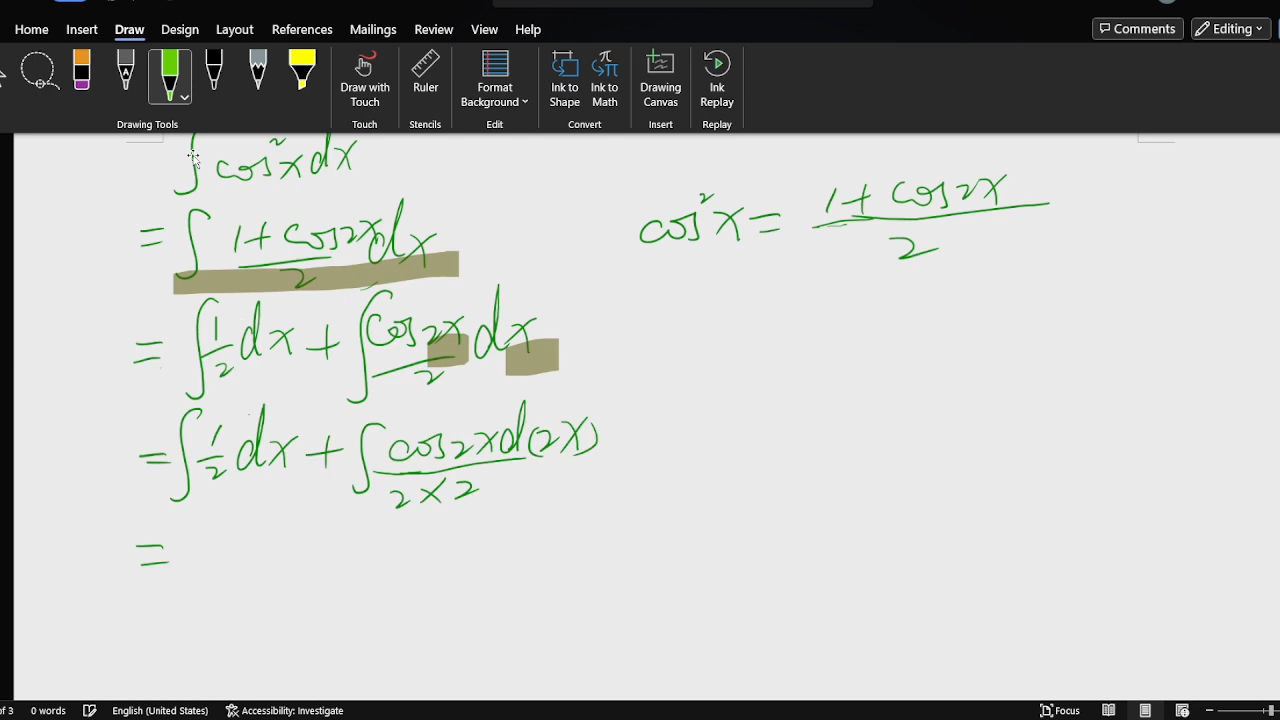 Home Insert Draw Design Layout References Mailings Review View Help Comments Editing
Draw with Touch Ruler Format Background Ink to Shape Ink to Math Drawing Canvas Ink Replay
Drawing Tools Touch Stencils Edit Convert Insert Replay
∫ cos²x dx
= ∫ (1 + cos2x)/2 dx
cos²x = (1 + cos2x)/2
= ∫ 1/2 dx + ∫ cos2x/2 dx
= ∫ 1/2 dx + ∫ cos2x d(2x)/(2×2)
=
of 3 0 words English (United States) Accessibility: Investigate Focus